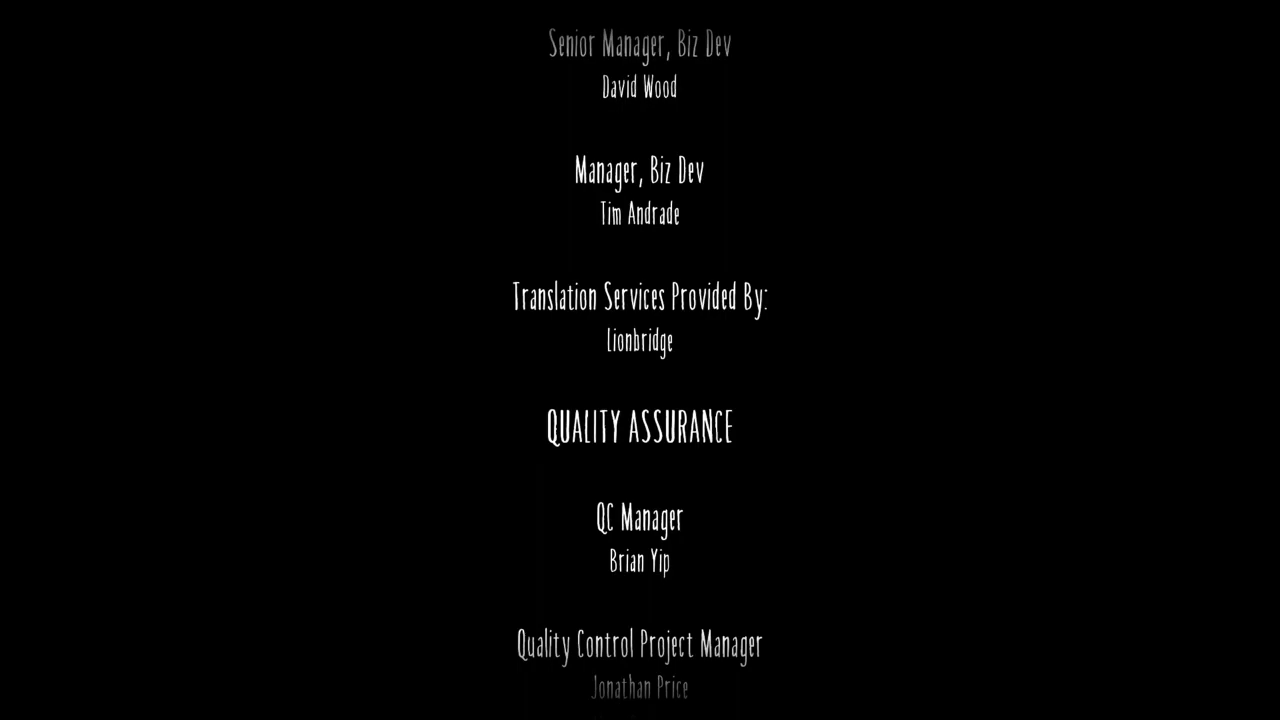 Senior Manager, Biz Dev
David Wood
Manager, Biz Dev
Tim Andrade
Translation Services Provided By:
Lionbridge
QUALITY ASSURANCE
QC Manager
Brian Yip
Quality Control Project Manager
Jonathan Price